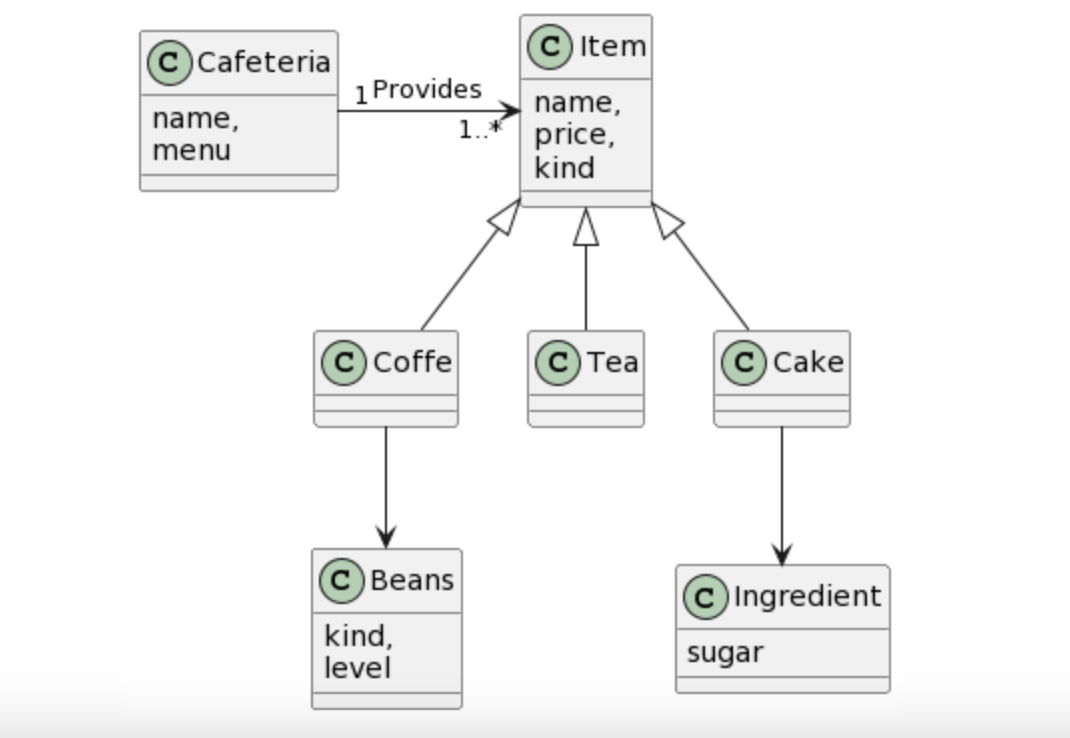 C Cafeteria
name,
menu
1 Provides
1..*
C Item
name,
price,
kind
C Coffe
C Tea
C Cake
C Beans
kind,
level
C Ingredient
sugar